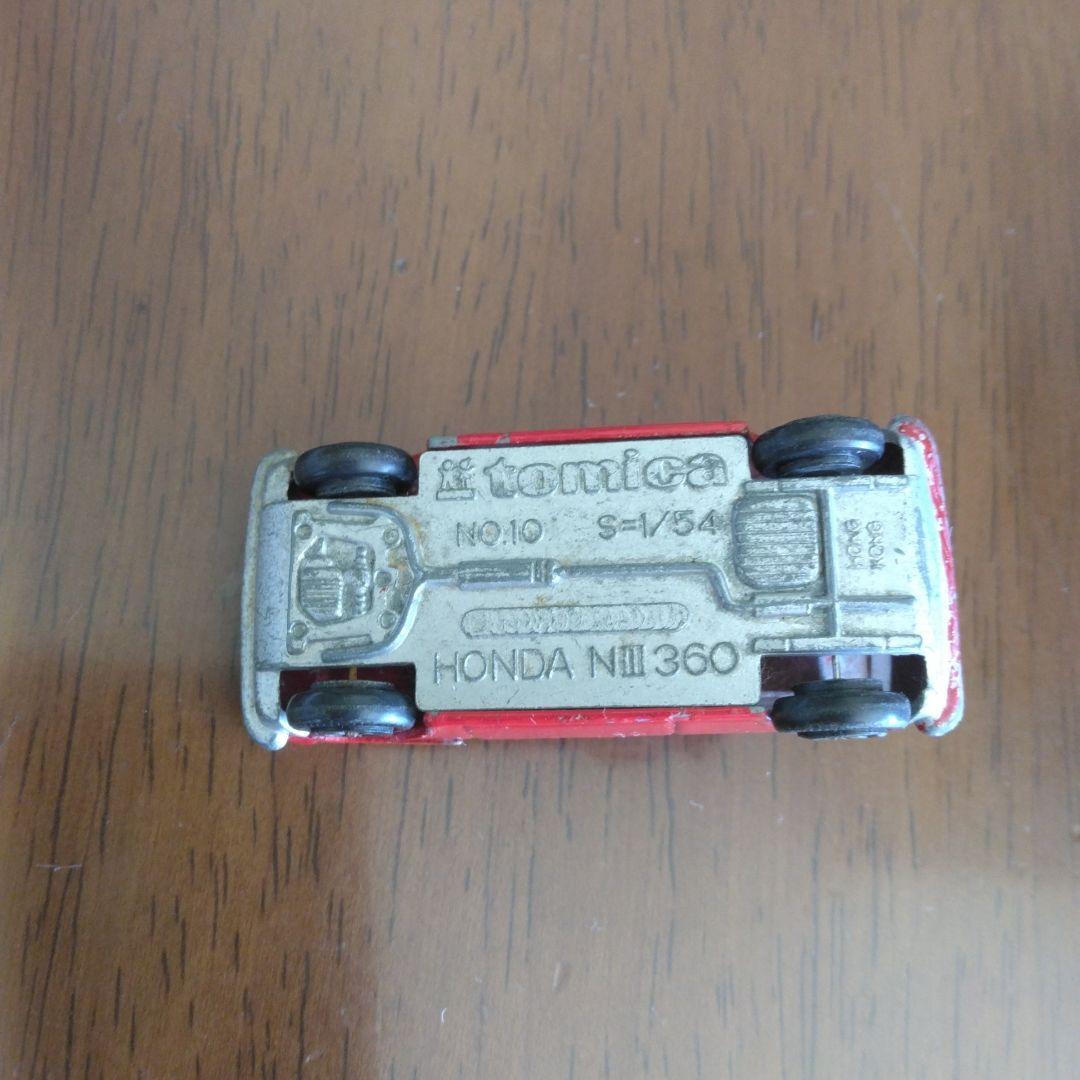 tomica
NO.10 S=1/54
HONDA NIII 360
HONG
KONG